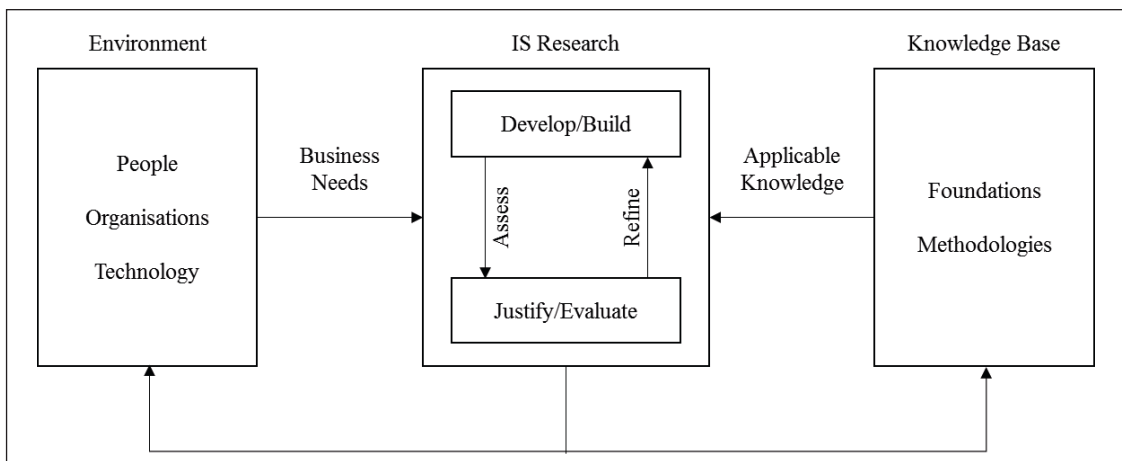 Environment
IS Research
Knowledge Base
People
Organisations
Technology
Business
Needs
Develop/Build
Assess
Refine
Justify/Evaluate
Applicable
Knowledge
Foundations
Methodologies